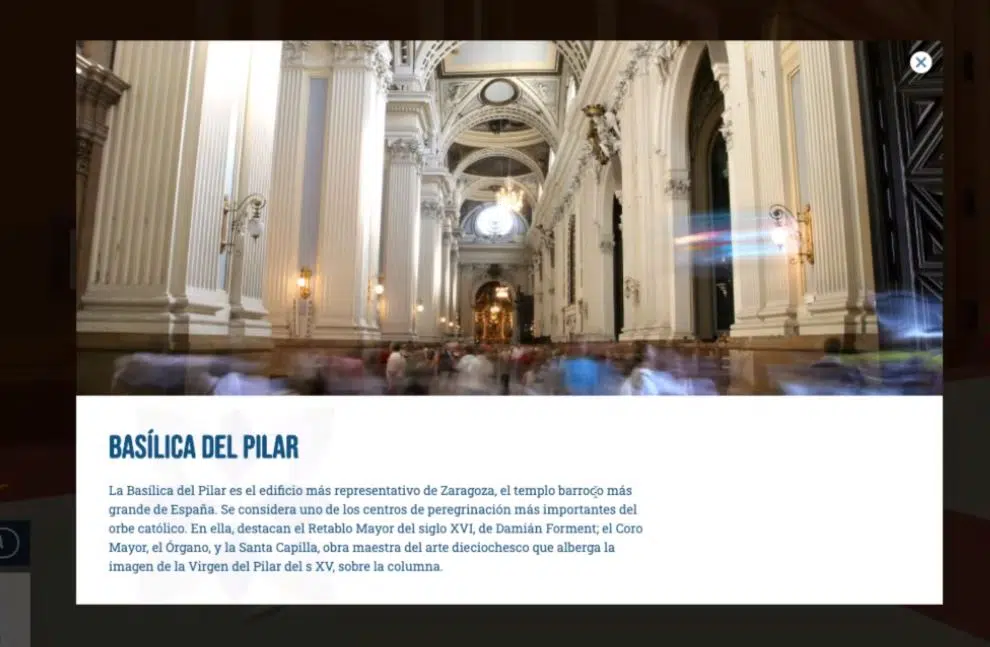 BASÍLICA DEL PILAR
La Basílica del Pilar es el edificio más representativo de Zaragoza, el templo barroco más
grande de España. Se considera uno de los centros de peregrinación más importantes del
orbe católico. En ella, destacan el Retablo Mayor del siglo XVI, de Damián Forment; el Coro
Mayor, el Órgano, y la Santa Capilla, obra maestra del arte dieciochesco que alberga la
imagen de la Virgen del Pilar del s XV, sobre la columna.